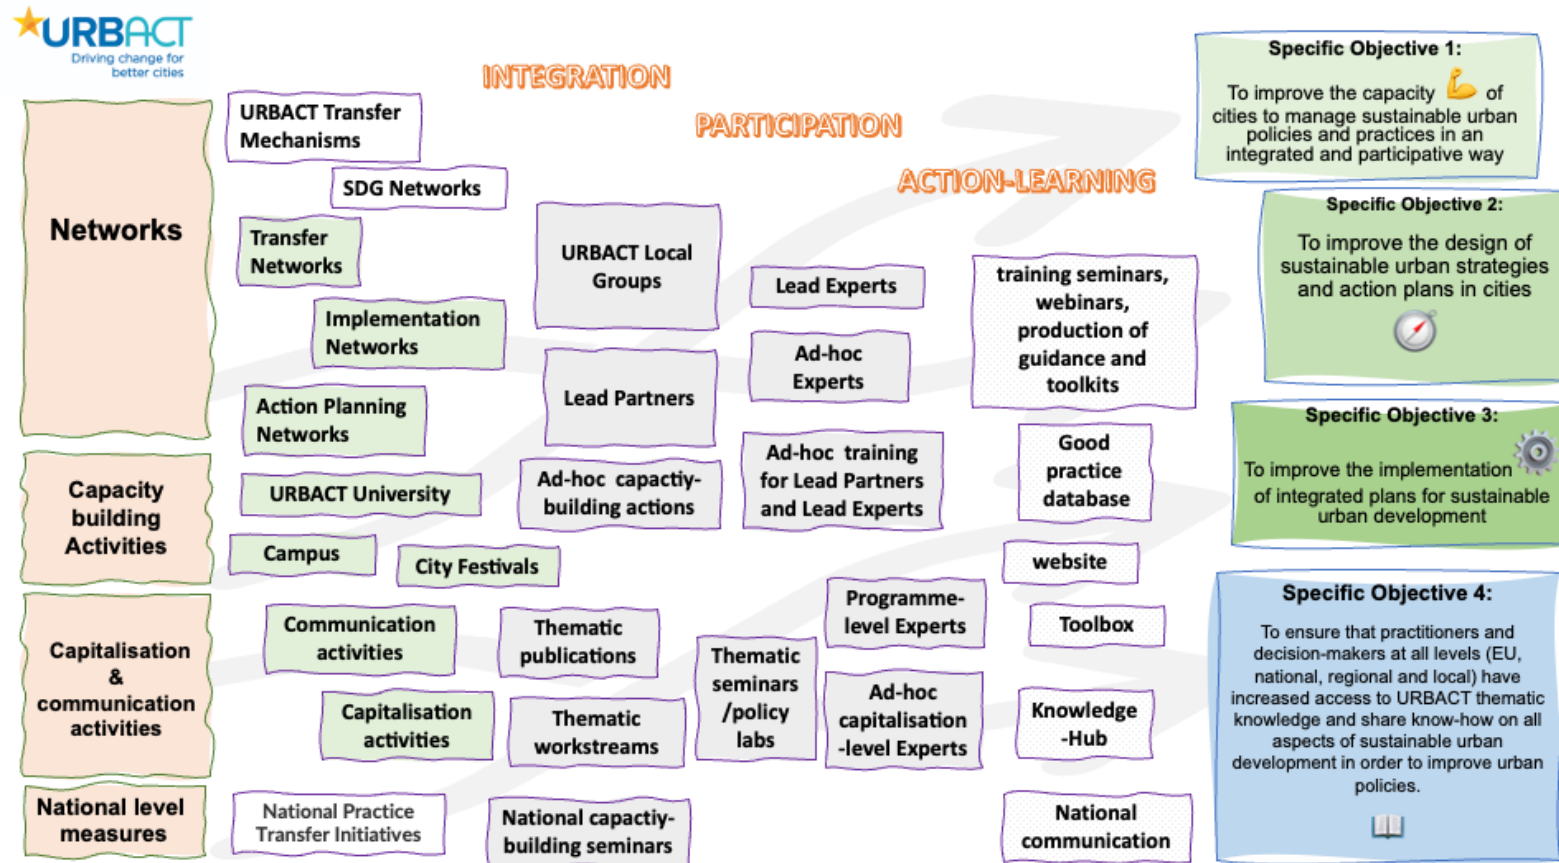 URBACT
Driving change for
better cities
INTEGRATION
PARTICIPATION
ACTION-LEARNING
Networks
URBACT Transfer
Mechanisms
SDG Networks
Transfer
Networks
Implementation
Networks
Action Planning
Networks
URBACT Local
Groups
Lead Partners
Lead Experts
Ad-hoc
Experts
training seminars,
webinars,
production of
guidance and
toolkits
Capacity
building
Activities
URBACT University
Campus
City Festivals
Ad-hoc capactiy-
building actions
Ad-hoc training
for Lead Partners
and Lead Experts
Good
practice
database
website
Capitalisation
&
communication
activities
Communication
activities
Capitalisation
activities
Thematic
publications
Thematic
workstreams
Thematic
seminars
/policy
labs
Programme-
level Experts
Ad-hoc
capitalisation
-level Experts
Toolbox
Knowledge
-Hub
National level
measures
National Practice
Transfer Initiatives
National capactiy-
building seminars
National
communication
Specific Objective 1:
To improve the capacity of
cities to manage sustainable urban
policies and practices in an
integrated and participative way
Specific Objective 2:
To improve the design of
sustainable urban strategies
and action plans in cities
Specific Objective 3:
To improve the implementation
of integrated plans for sustainable
urban development
Specific Objective 4:
To ensure that practitioners and
decision-makers at all levels (EU,
national, regional and local) have
increased access to URBACT thematic
knowledge and share know-how on all
aspects of sustainable urban
development in order to improve urban
policies.